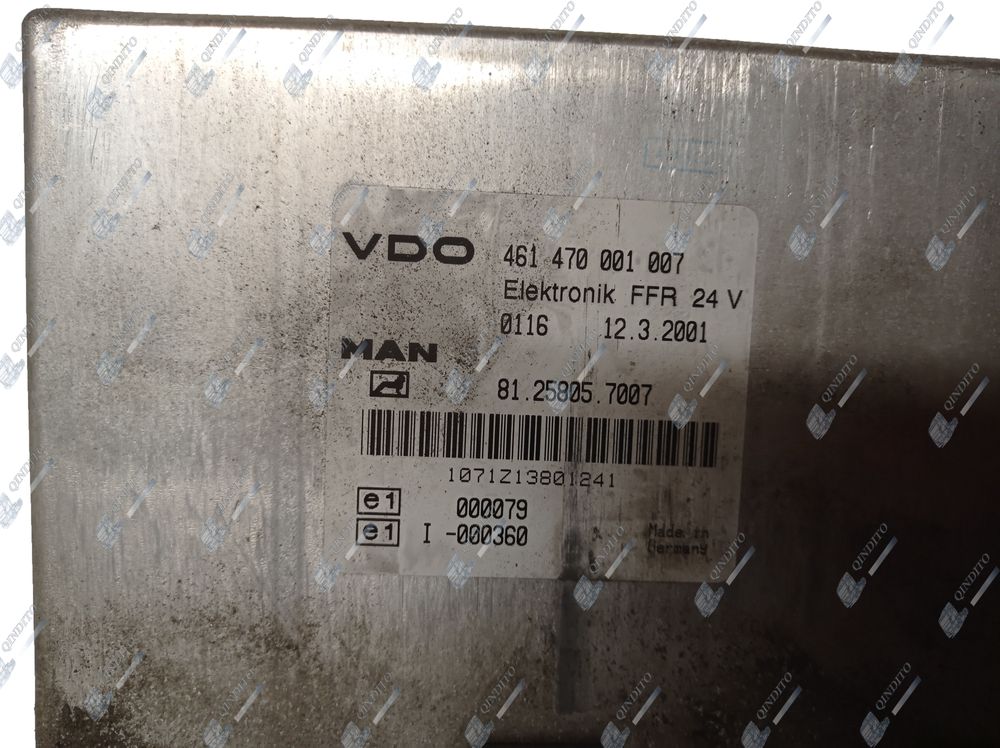 VDO 461 470 001 007
Elektronik FFR 24 V
0116 12.3.2001
MAN
81.25805.7007
1071Z13801241
e1 000079
e1 I -000360
Made in
Germany
QINDITO